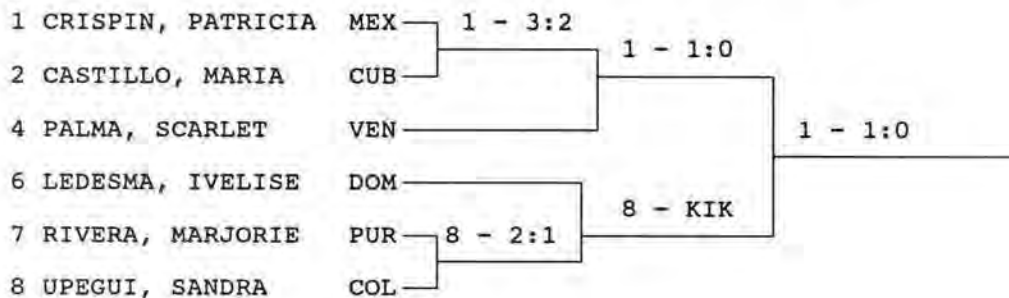 1 CRISPIN, PATRICIA MEX 1 - 3:2
1 - 1:0
2 CASTILLO, MARIA CUB
4 PALMA, SCARLET VEN
1 - 1:0
6 LEDESMA, IVELISE DOM
8 - KIK
7 RIVERA, MARJORIE PUR 8 - 2:1
8 UPEGUI, SANDRA COL